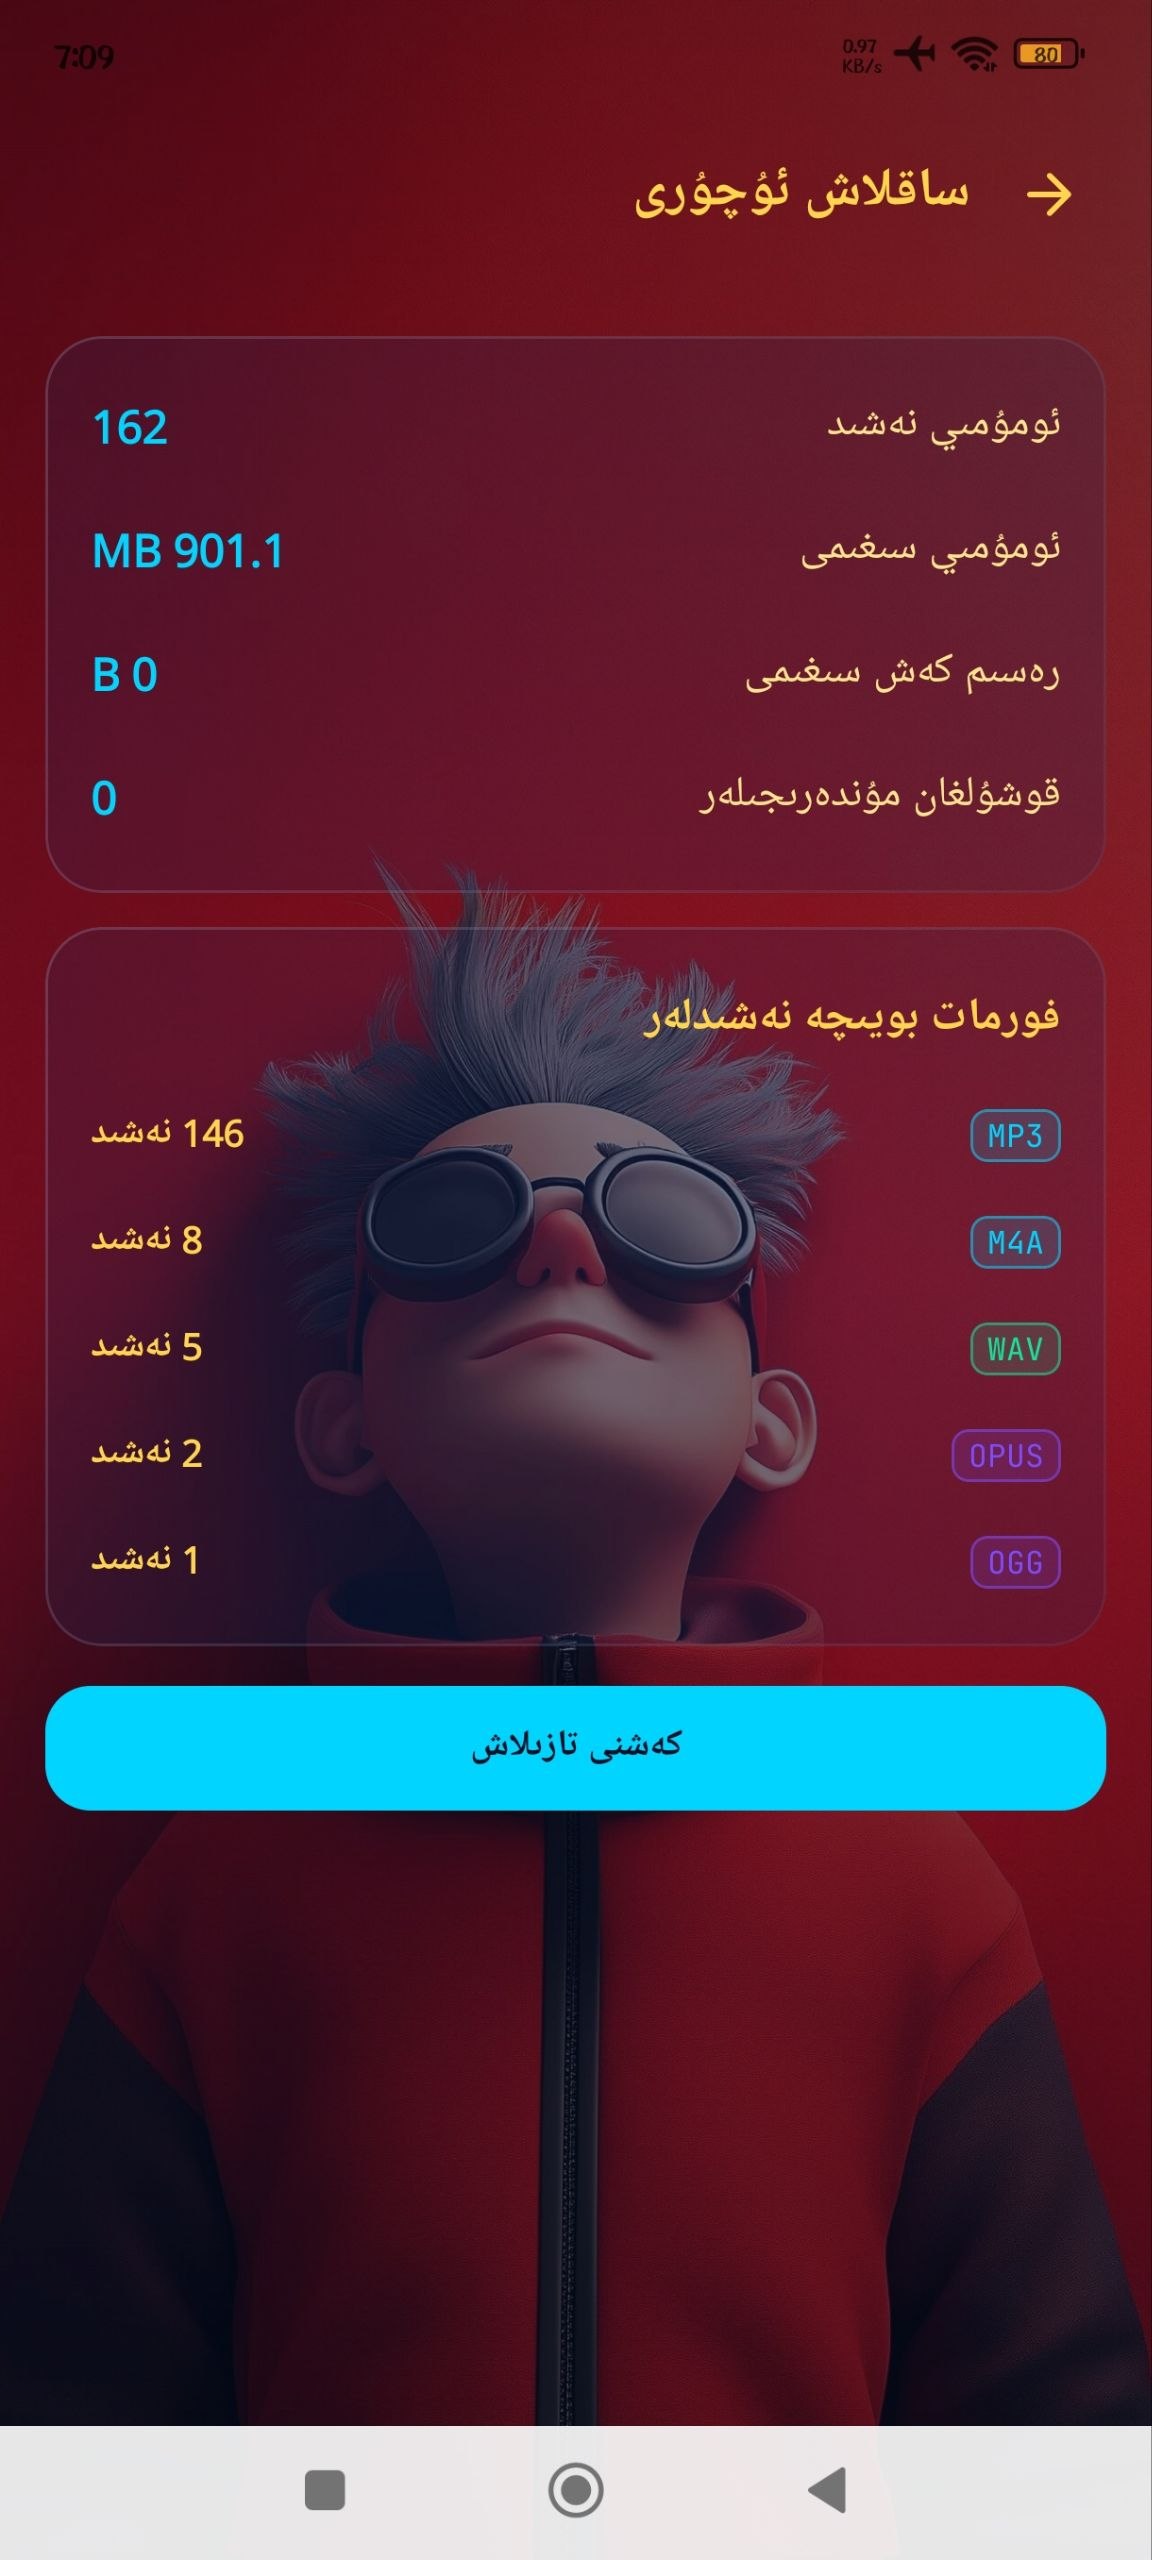 7:09
0.97 KB/s
80
ساقلاش ئۇچۇرى
ئومۇمىي نەشىد 162
ئومۇمىي سىغىمى 901.1 MB
رەسىم كەش سىغىمى 0 B
قوشۇلغان مۇندەرىجىلەر 0
فورمات بويىچە نەشىدلەر
MP3 146 نەشىد
M4A 8 نەشىد
WAV 5 نەشىد
OPUS 2 نەشىد
OGG 1 نەشىد
كەشنى تازىلاش